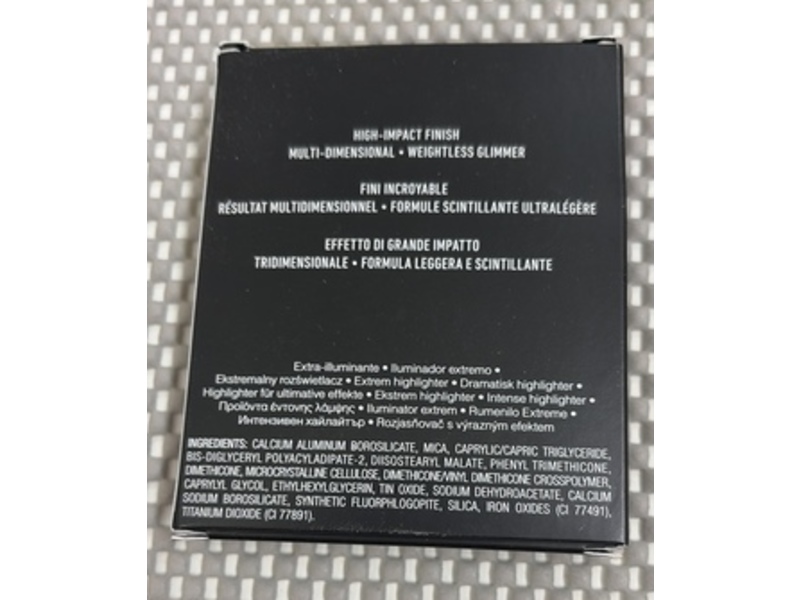 HIGH-IMPACT FINISH
MULTI-DIMENSIONAL • WEIGHTLESS GLIMMER
FINI INCROYABLE
RÉSULTAT MULTIDIMENSIONNEL • FORMULE SCINTILLANTE ULTRALÉGÈRE
EFFETTO DI GRANDE IMPATTO
TRIDIMENSIONALE • FORMULA LEGGERA E SCINTILLANTE
Extra-illuminante • Iluminador extremo •
Ekstremalny rozświetlacz • Extrem highlighter • Dramatisk highlighter •
Highlighter für ultimative effekte • Ekstrem highlighter • Intense highlighter •
Προϊόντα έντονης λάμψης • Iluminator extrem • Rumenilo Extreme •
Интензивен хайлайтър • Rozjasňovač s výrazným efektem
INGREDIENTS: CALCIUM ALUMINUM BOROSILICATE, MICA, CAPRYLIC/CAPRIC TRIGLYCERIDE,
BIS-DIGLYCERYL POLYACYLADIPATE-2, DIISOSTEARYL MALATE, PHENYL TRIMETHICONE,
DIMETHICONE, MICROCRYSTALLINE CELLULOSE, DIMETHICONE/VINYL DIMETHICONE CROSSPOLYMER,
CAPRYLYL GLYCOL, ETHYLHEXYLGLYCERIN, TIN OXIDE, SODIUM DEHYDROACETATE, CALCIUM
SODIUM BOROSILICATE, SYNTHETIC FLUORPHLOGOPITE, SILICA, IRON OXIDES (CI 77491),
TITANIUM DIOXIDE (CI 77891).